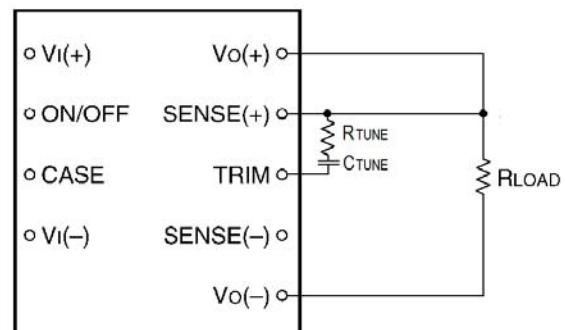 VI(+)
VO(+)
ON/OFF
SENSE(+)
RTUNE
CTUNE
CASE
TRIM
RLOAD
VI(–)
SENSE(–)
VO(–)